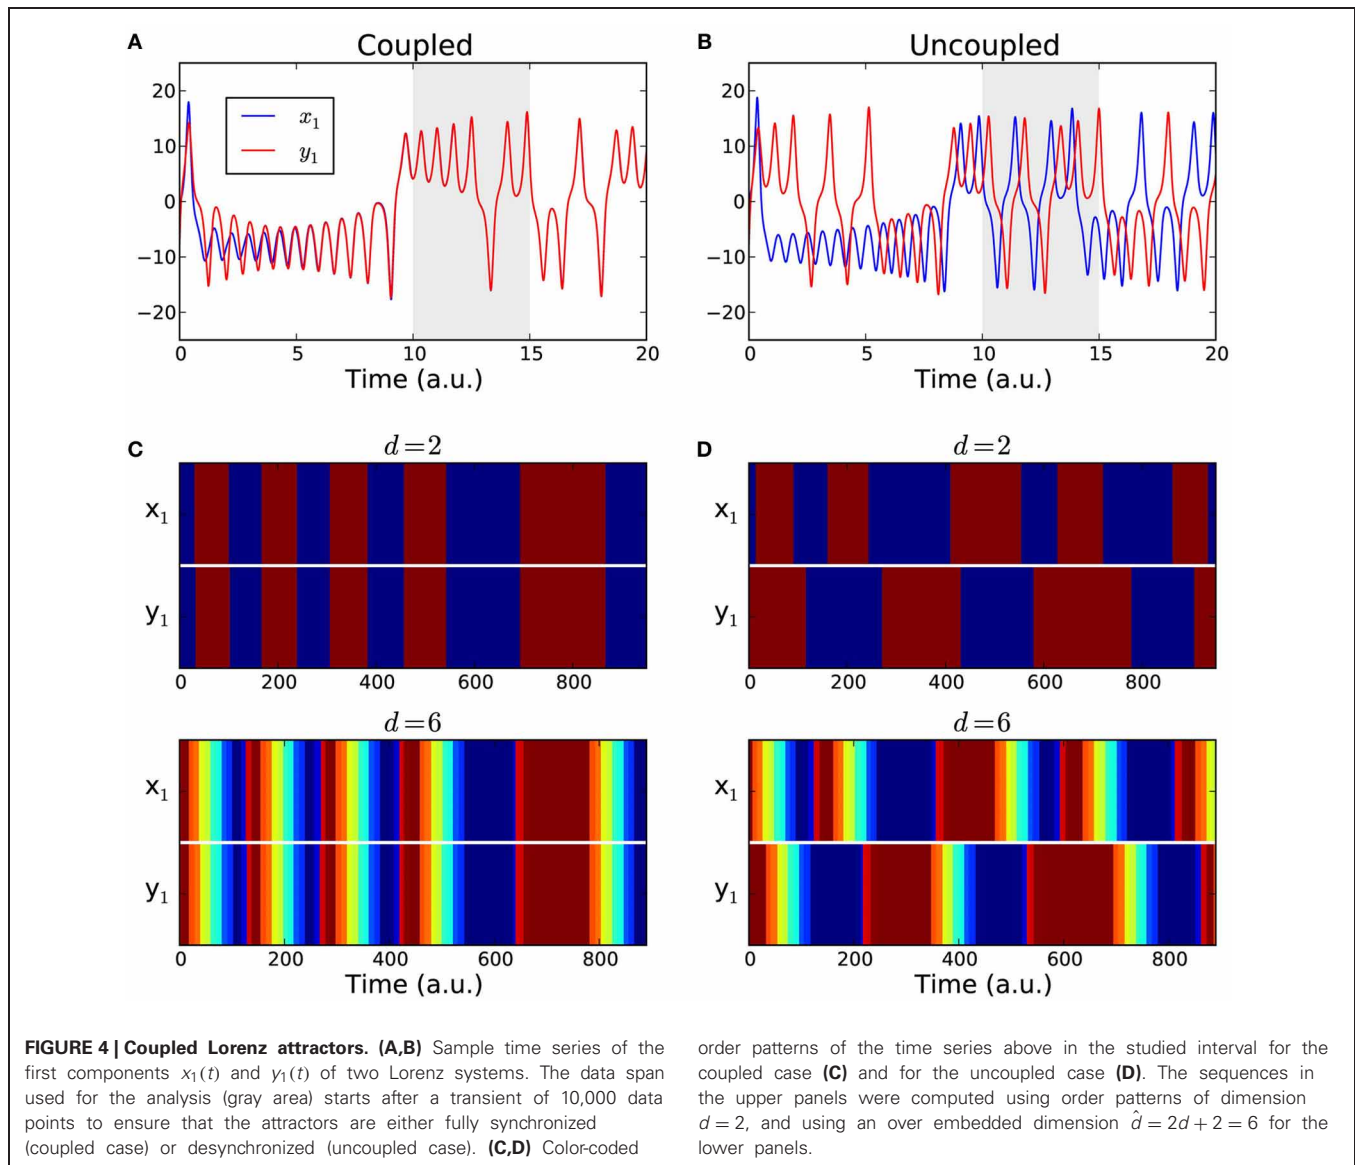 A
Coupled
20
10
0
−10
−20
x1
y1
0 5 10 15 20
Time (a.u.)
B
Uncoupled
20
10
0
−10
−20
0 5 10 15 20
Time (a.u.)
C
d=2
x1
y1
0 200 400 600 800
d=6
x1
y1
0 200 400 600 800
Time (a.u.)
D
d=2
x1
y1
0 200 400 600 800
d=6
x1
y1
0 200 400 600 800
Time (a.u.)
FIGURE 4 | Coupled Lorenz attractors. (A,B) Sample time series of the
first components x1(t) and y1(t) of two Lorenz systems. The data span
used for the analysis (gray area) starts after a transient of 10,000 data
points to ensure that the attractors are either fully synchronized
(coupled case) or desynchronized (uncoupled case). (C,D) Color-coded
order patterns of the time series above in the studied interval for the
coupled case (C) and for the uncoupled case (D). The sequences in
the upper panels were computed using order patterns of dimension
d = 2, and using an over embedded dimension d̂ = 2d + 2 = 6 for the
lower panels.